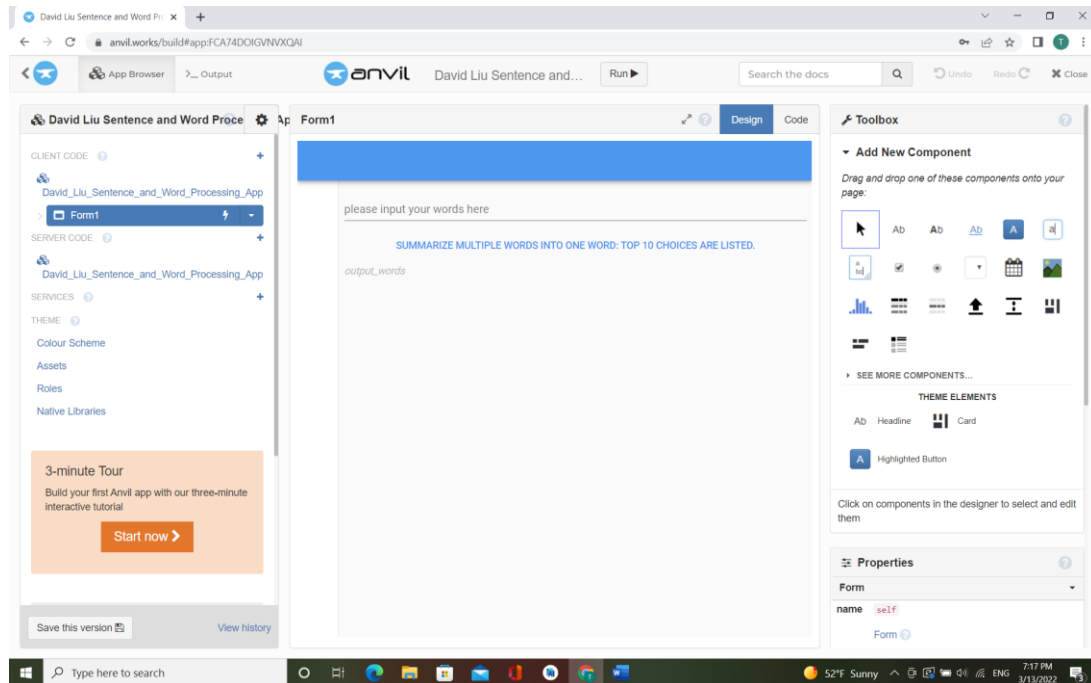 David Liu Sentence and Word Pro
anvil.works/build#app:FCA74DOIGVNVXQAI
T
App Browser
>_ Output
anvil
David Liu Sentence and...
Run
Search the docs
Undo
Redo
Close
David Liu Sentence and Word Proce
Ap
CLIENT CODE
David_Liu_Sentence_and_Word_Processing_App
Form1
SERVER CODE
David_Liu_Sentence_and_Word_Processing_App
SERVICES
THEME
Colour Scheme
Assets
Roles
Native Libraries
3-minute Tour
Build your first Anvil app with our three-minute
interactive tutorial
Start now
Save this version
View history
Form1
Design
Code
please input your words here
SUMMARIZE MULTIPLE WORDS INTO ONE WORD: TOP 10 CHOICES ARE LISTED.
output_words
Toolbox
Add New Component
Drag and drop one of these components onto your
page:
Ab
Ab
Ab
A
a
SEE MORE COMPONENTS...
THEME ELEMENTS
Ab Headline
Card
A Highlighted Button
Click on components in the designer to select and edit
them
Properties
Form
name self
Form
Type here to search
52°F Sunny
ENG
7:17 PM
3/13/2022